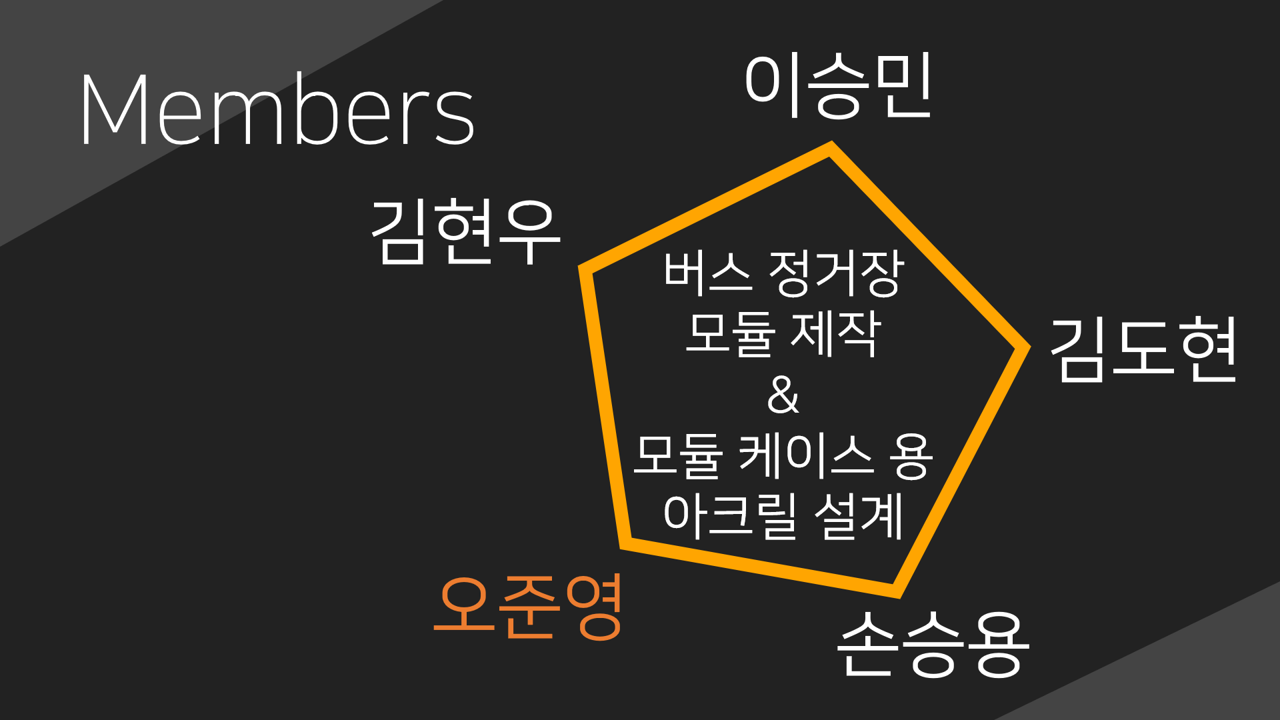 Members
이승민
김현우
버스 정거장
모듈 제작
&
모듈 케이스 용
아크릴 설계
김도현
오준영
손승용